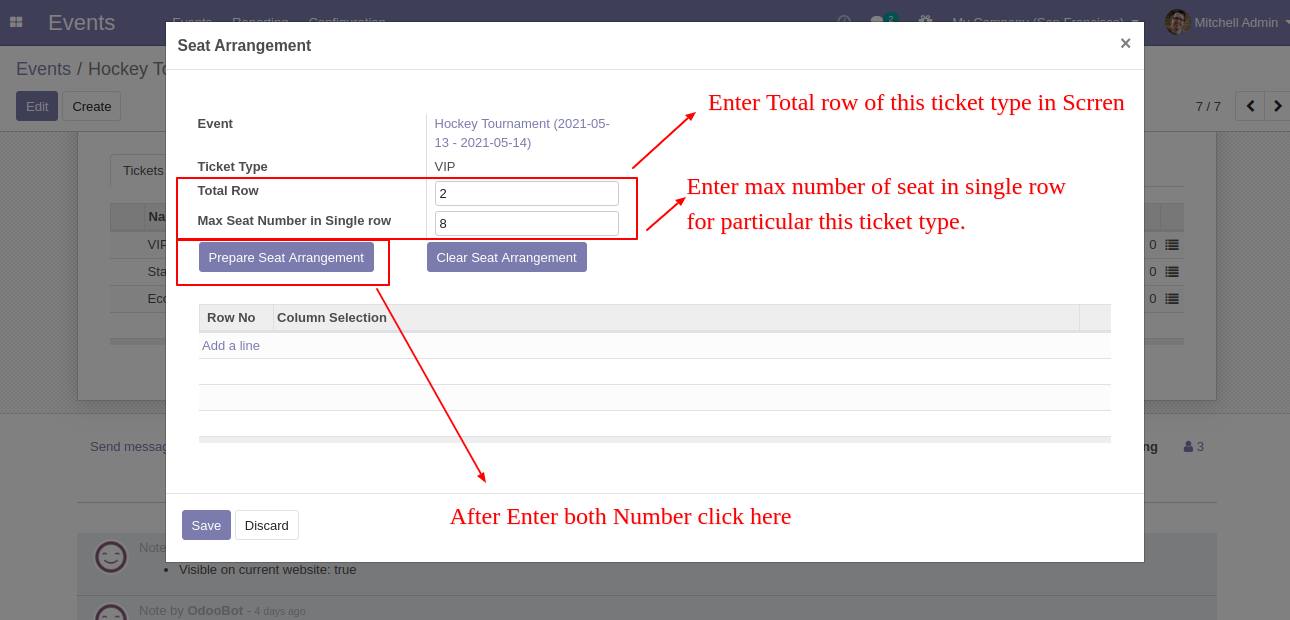 Events
Events Reporting Configuration
2
My Company (San Francisco)
Mitchell Admin
Events / Hockey To
Edit Create
7 / 7
Seat Arrangement ×
Enter Total row of this ticket type in Scrren
Event
Hockey Tournament (2021-05-
13 - 2021-05-14)
Ticket Type VIP
Total Row 2
Max Seat Number in Single row 8
Enter max number of seat in single row
for particular this ticket type.
Prepare Seat Arrangement Clear Seat Arrangement
Tickets
Na
VIP 0
Sta 0
Eco 0
Row No Column Selection
Add a line
Send messag
ng 3
After Enter both Number click here
Save Discard
Note
• Visible on current website: true
Note by OdooBot - 4 days ago